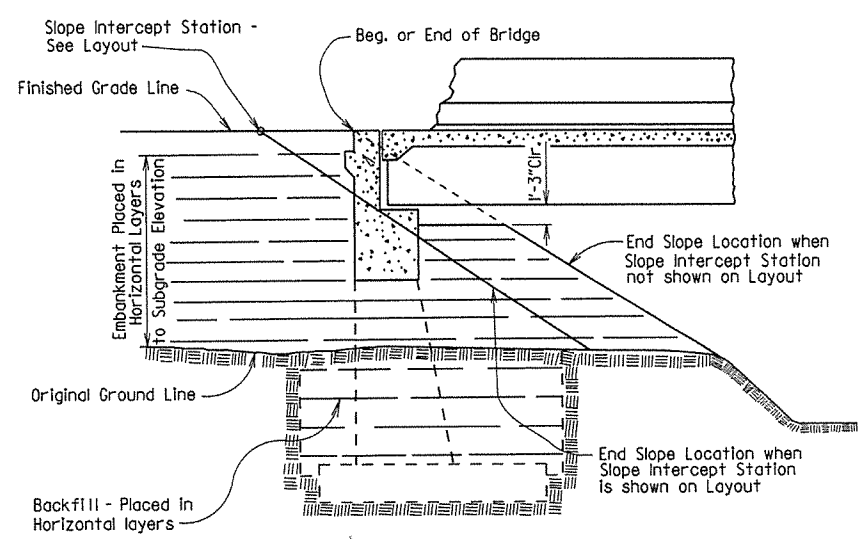 Slope Intercept Station -
See Layout
Beg. or End of Bridge
Finished Grade Line
Embankment Placed in
Horizontal Layers
to Subgrade Elevation
1'-3"Clr
End Slope Location when
Slope Intercept Station
not shown on Layout
Original Ground Line
End Slope Location when
Slope Intercept Station
is shown on Layout
Backfill - Placed in
Horizontal layers